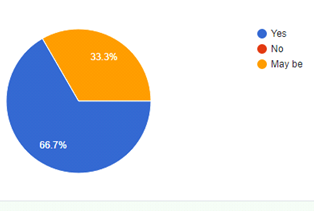 Yes
No
May be
33.3%
66.7%